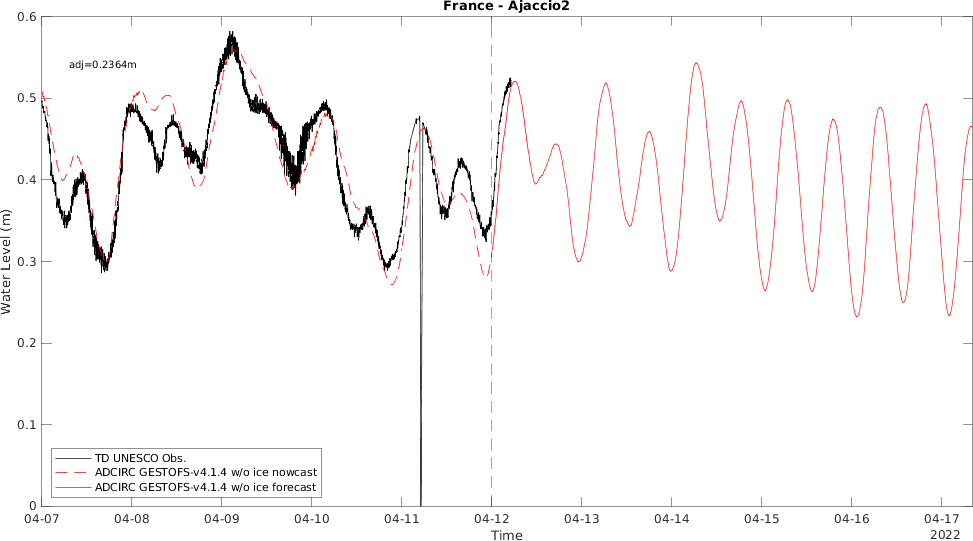 France - Ajaccio2
adj=0.2364m
0.6
0.5
0.4
0.3
0.2
0.1
0
Water Level (m)
TD UNESCO Obs.
ADCIRC GESTOFS-v4.1.4 w/o ice nowcast
ADCIRC GESTOFS-v4.1.4 w/o ice forecast
04-07 04-08 04-09 04-10 04-11 04-12 04-13 04-14 04-15 04-16 04-17
Time
2022